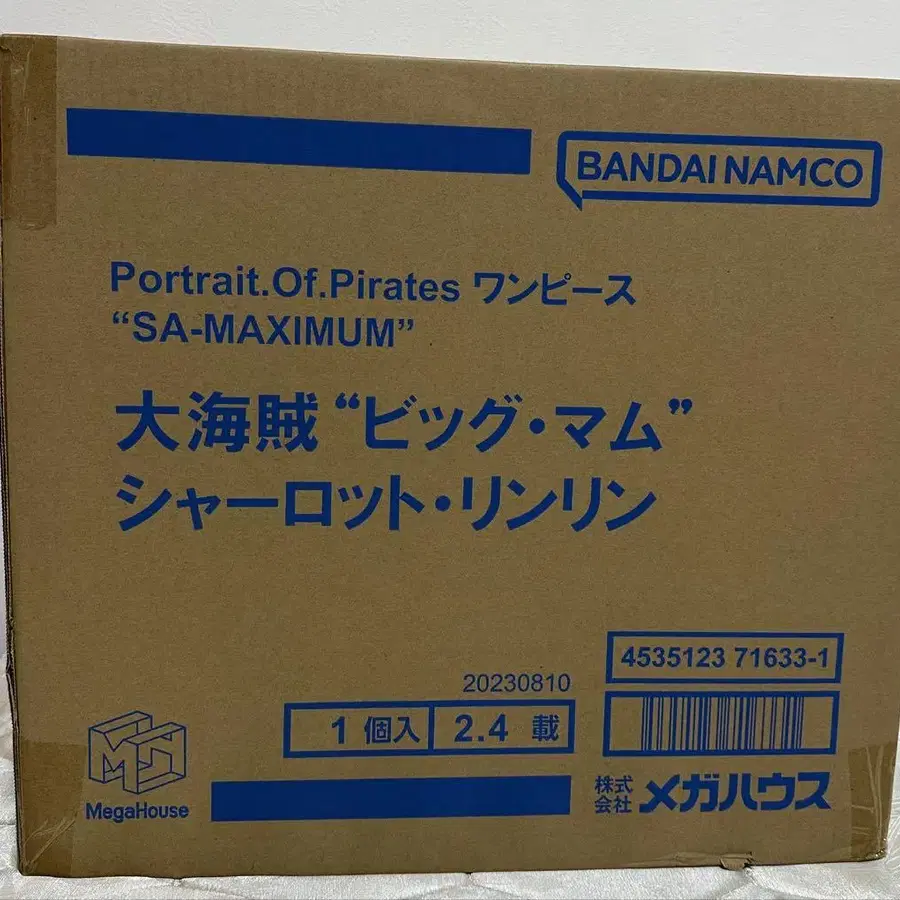 BANDAI NAMCO
Portrait.Of.Pirates ワンピース
“SA-MAXIMUM”
大海賊“ビッグ・マム”
シャーロット・リンリン
4535123 71633-1
20230810
1 個入 2.4 載
MegaHouse
株式会社 メガハウス